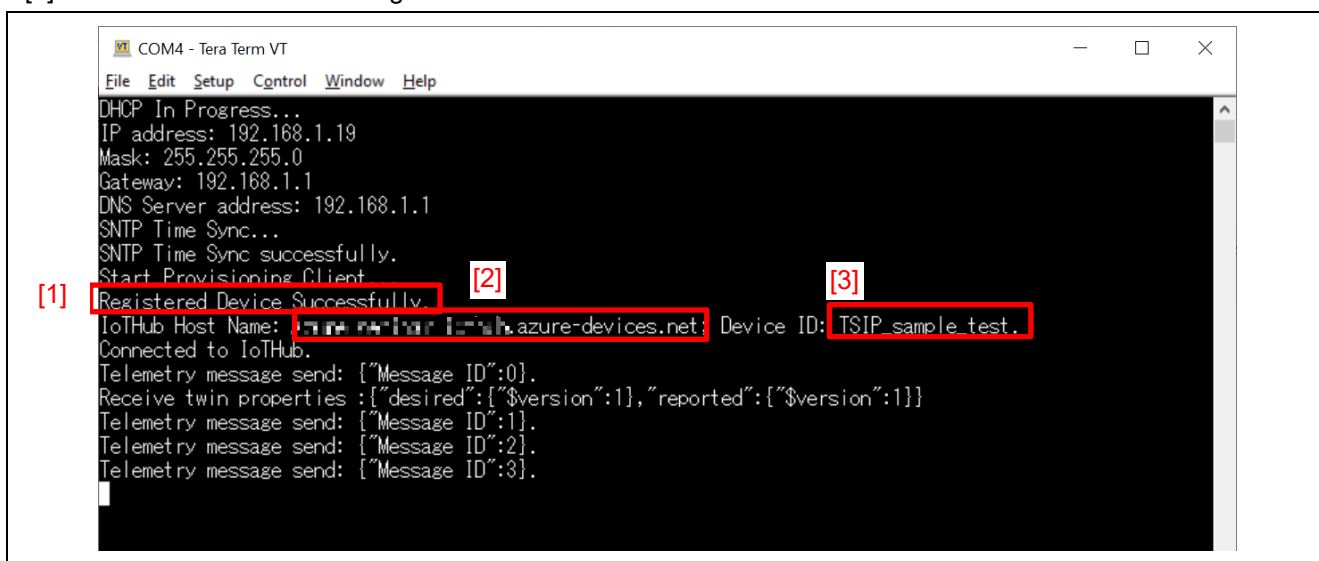 COM4 - Tera Term VT
File Edit Setup Control Window Help
DHCP In Progress...
IP address: 192.168.1.19
Mask: 255.255.255.0
Gateway: 192.168.1.1
DNS Server address: 192.168.1.1
SNTP Time Sync...
SNTP Time Sync successfully.
Start Provisioning Client...
[2]
[3]
[1]
Registered Device Successfully.
IoTHub Host Name: .azure-devices.net; Device ID: TSIP_sample_test.
Connected to IoTHub.
Telemetry message send: {"Message ID":0}.
Receive twin properties :{"desired":{"$version":1},"reported":{"$version":1}}
Telemetry message send: {"Message ID":1}.
Telemetry message send: {"Message ID":2}.
Telemetry message send: {"Message ID":3}.